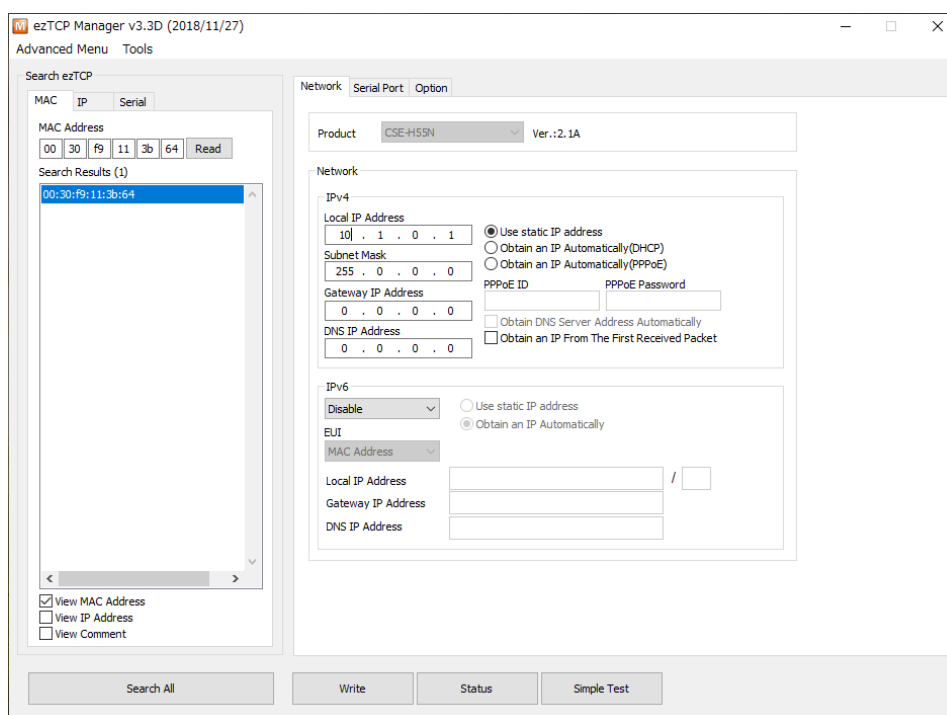 ezTCP Manager v3.3D (2018/11/27)
Advanced Menu Tools
Search ezTCP
MAC IP Serial
MAC Address
00 30 f9 11 3b 64 Read
Search Results (1)
00:30:f9:11:3b:64
View MAC Address
View IP Address
View Comment
Search All
Network Serial Port Option
Product CSE-H55N Ver.:2.1A
Network
IPv4
Local IP Address
10 . 1 . 0 . 1
Subnet Mask
255 . 0 . 0 . 0
Gateway IP Address
0 . 0 . 0 . 0
DNS IP Address
0 . 0 . 0 . 0
Use static IP address
Obtain an IP Automatically(DHCP)
Obtain an IP Automatically(PPPoE)
PPPoE ID PPPoE Password
Obtain DNS Server Address Automatically
Obtain an IP From The First Received Packet
IPv6
Disable
EUI
MAC Address
Use static IP address
Obtain an IP Automatically
Local IP Address /
Gateway IP Address
DNS IP Address
Write Status Simple Test